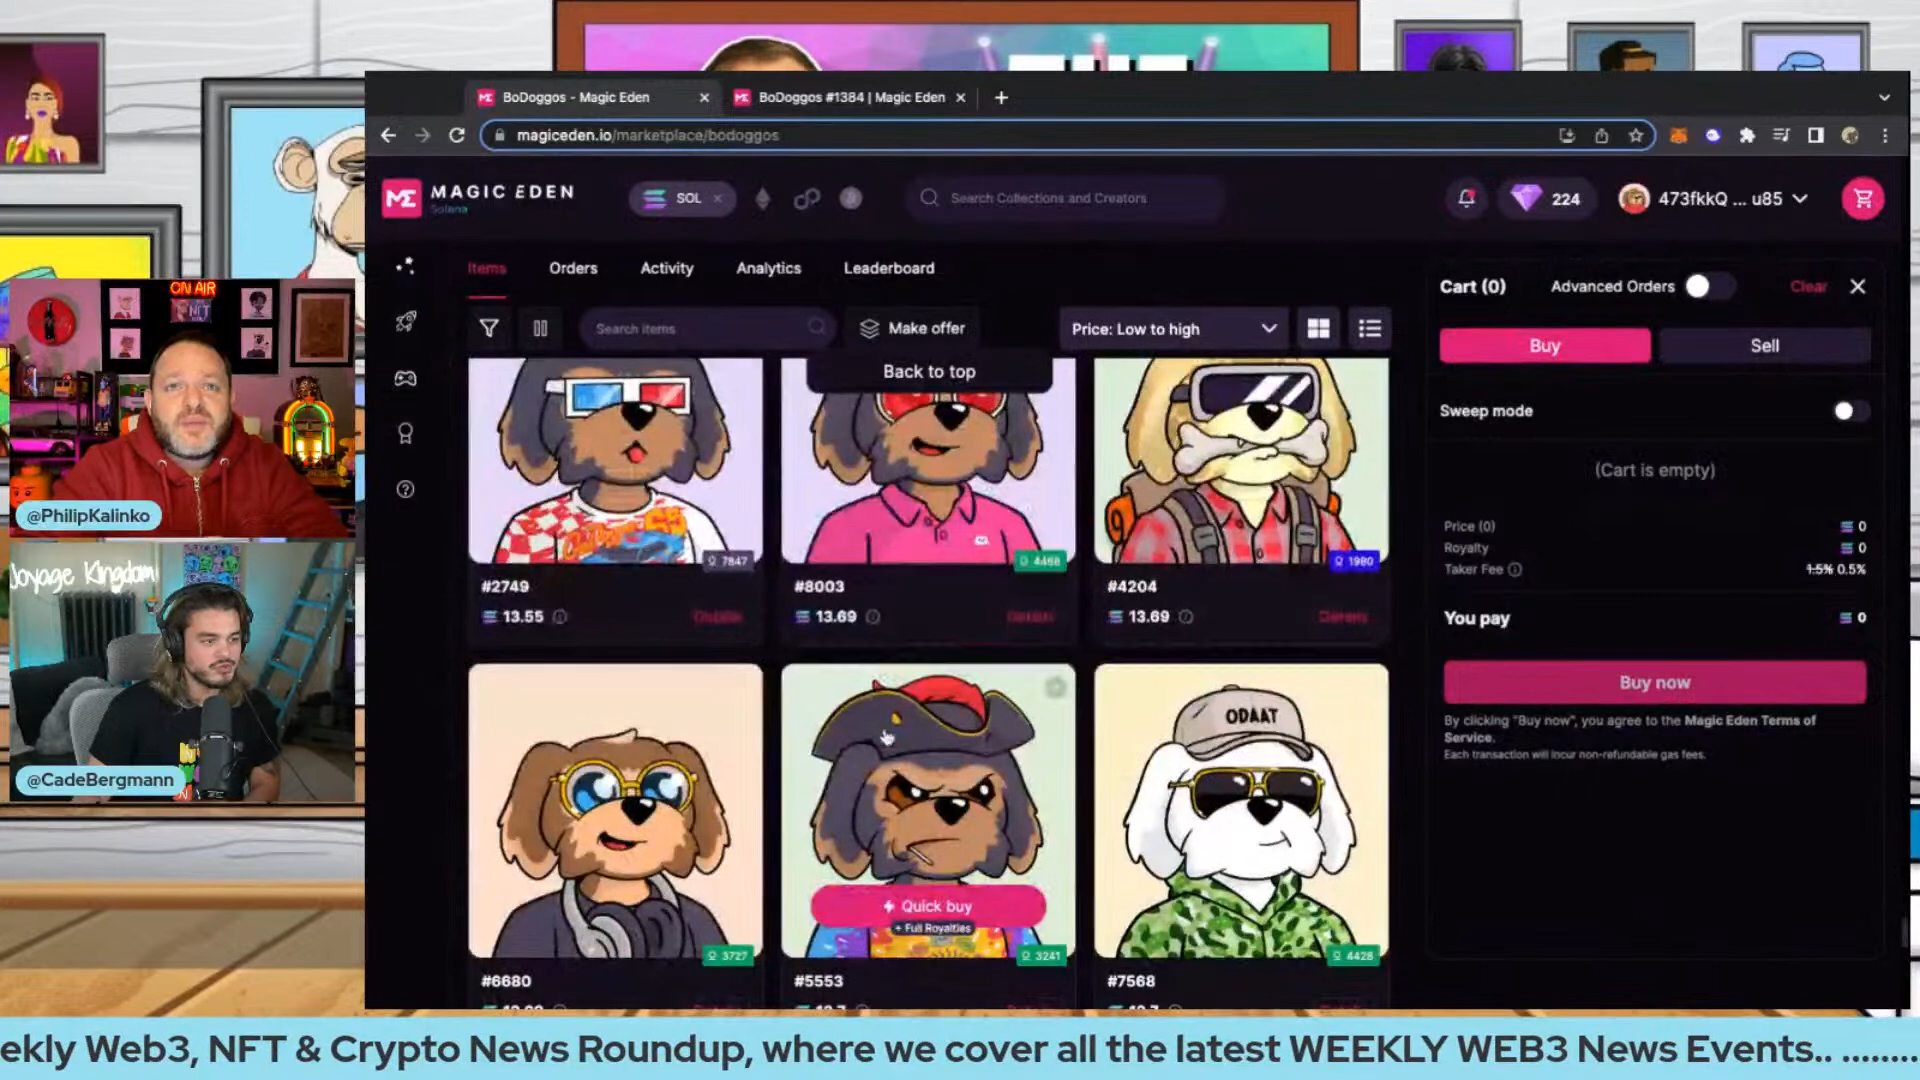 BoDoggos - Magic Eden
BoDoggos #1384 | Magic Eden
magiceden.io/marketplace/bodoggos
MAGIC EDEN
Solana
SOL
Search Collections and Creators
224
473fkkQ ... u85
Items
Orders
Activity
Analytics
Leaderboard
Search items
Make offer
Price: Low to high
Back to top
Cart (0)
Advanced Orders
Clear
Buy
Sell
Sweep mode
(Cart is empty)
Price (0)
0
Royalty
0
Taker Fee
1.5% 0.5%
You pay
0
Buy now
By clicking "Buy now", you agree to the Magic Eden Terms of
Service.
Each transaction will incur non-refundable gas fees.
7847
4468
1980
#2749
#8003
#4204
13.55
13.69
13.69
Details
Details
Details
ODAAT
Quick buy
+ Full Royalties
3727
3241
4428
#6680
#5553
#7568
ON AIR
NFT
@PhilipKalinko
Voyage Kingdom
@CadeBergmann
ekly Web3, NFT & Crypto News Roundup, where we cover all the latest WEEKLY WEB3 News Events.. ........